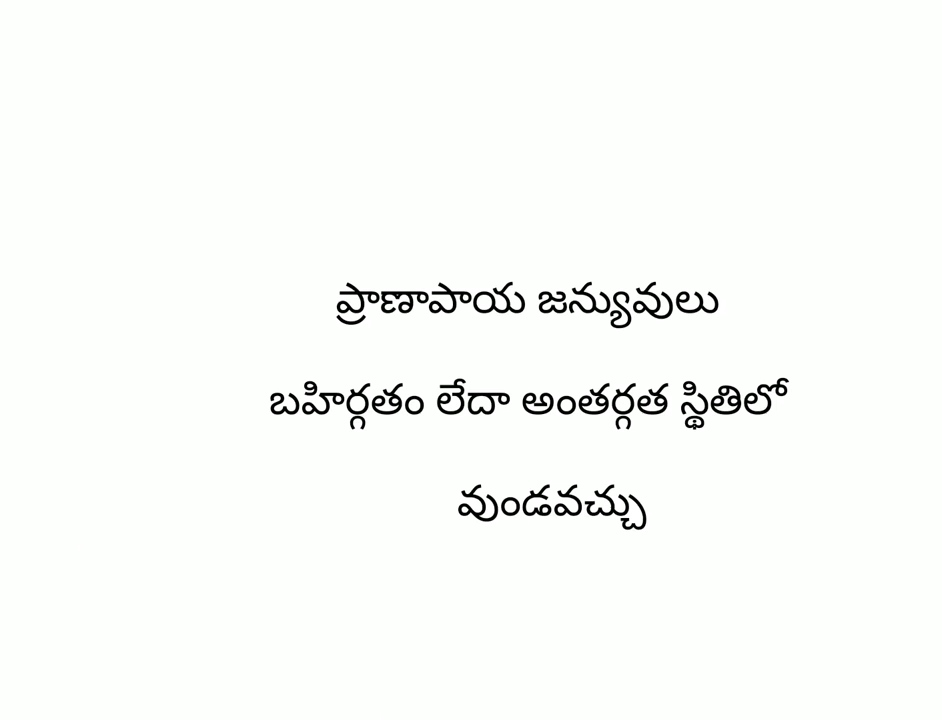 ప్రాణాపాయ జన్యువులు
బహిర్గతం లేదా అంతర్గత స్థితిలో
వుండవచ్చు